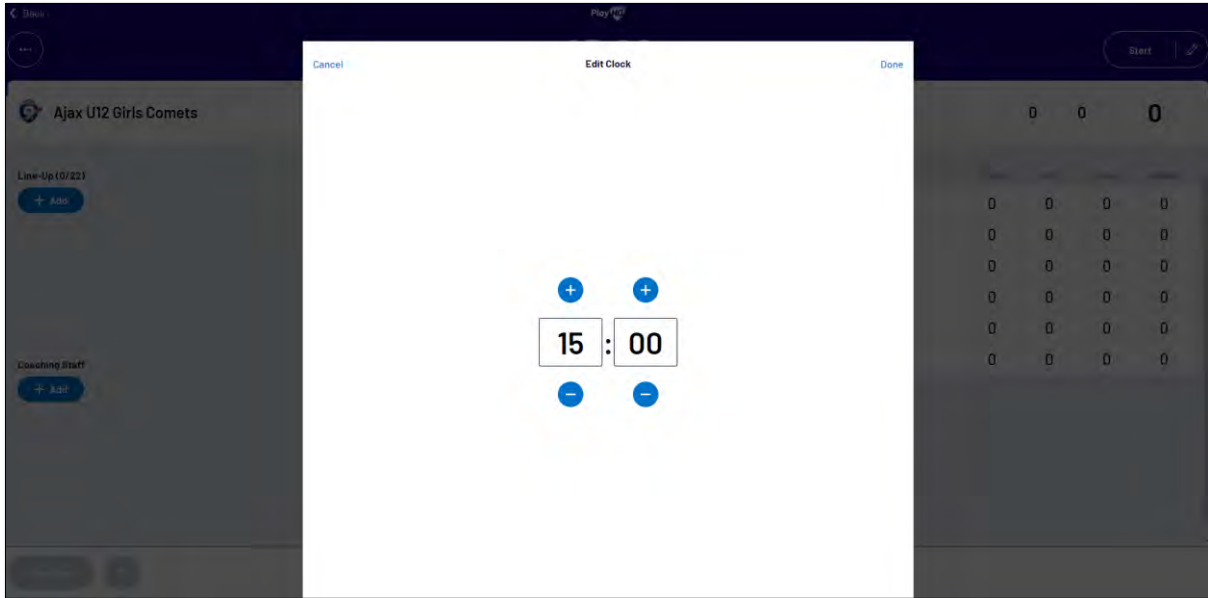 Back
PlayHQ
Start
Cancel
Edit Clock
Done
Ajax U12 Girls Comets
0 0 0
Line-Up (0/22)
+ Add
0 0 0 0
0 0 0 0
0 0 0 0
0 0 0 0
0 0 0 0
0 0 0 0
15 : 00
Coaching Staff
+ Add